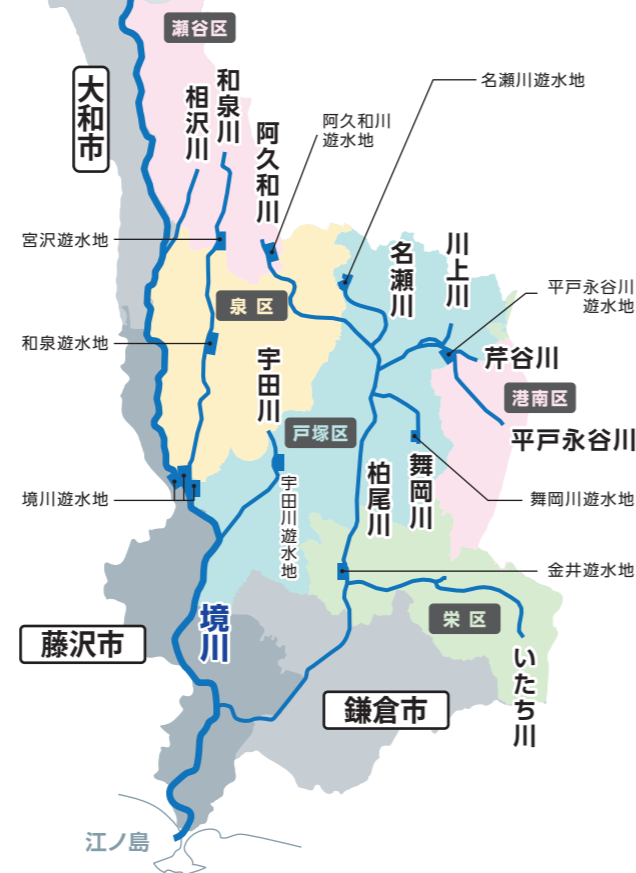 瀬谷区
大和市
和泉川
相沢川
阿久和川
阿久和川
遊水地
名瀬川遊水地
宮沢遊水地
名瀬川
川上川
平戸永谷川
遊水地
泉区
和泉遊水地
宇田川
芹谷川
港南区
平戸永谷川
戸塚区
柏尾川
舞岡川
境川遊水地
宇田川遊水地
舞岡川遊水地
金井遊水地
境川
栄区
藤沢市
いたち川
鎌倉市
江ノ島